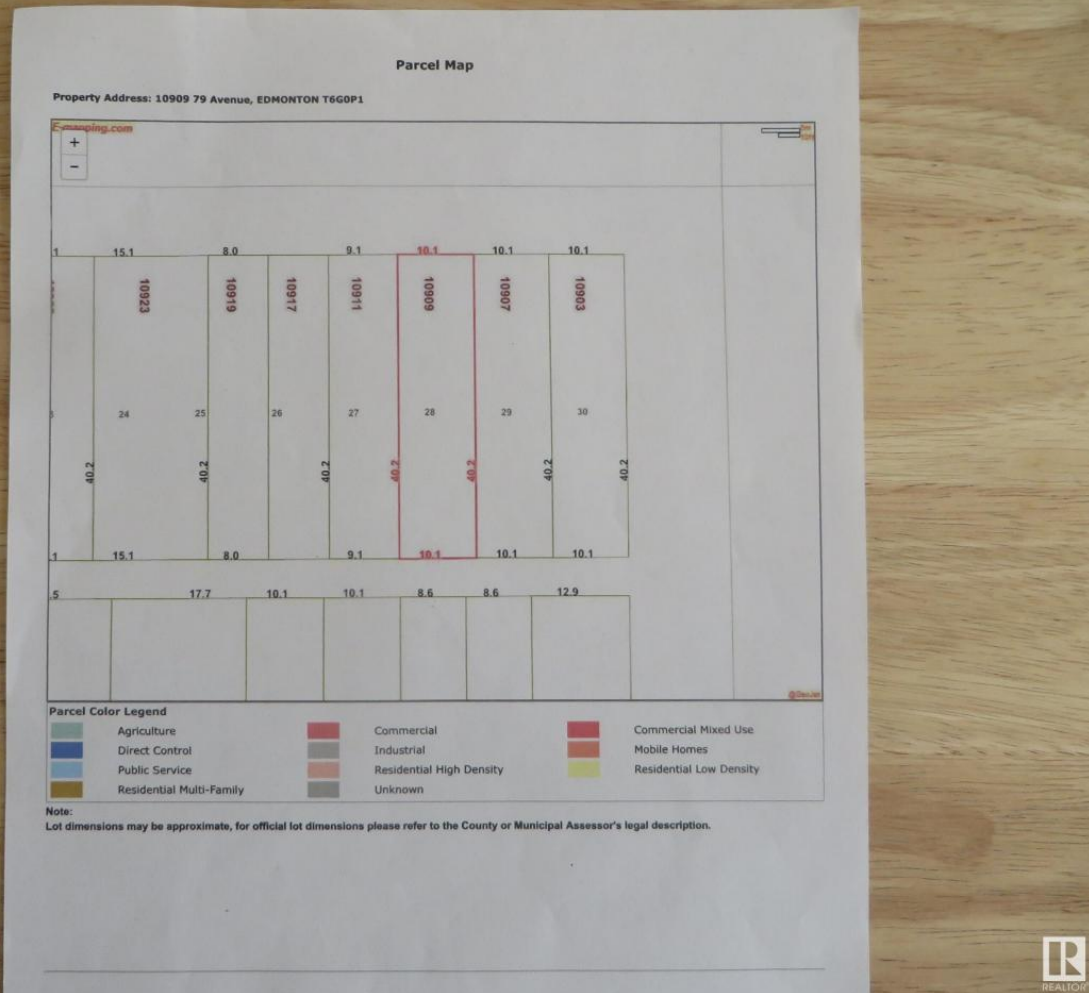 Parcel Map
Property Address: 10909 79 Avenue, EDMONTON T6G0P1
E-mapping.com
+
−
1 15.1 8.0 9.1 10.1 10.1 10.1
10923 10919 10917 10911 10909 10907 10903
24 25 26 27 28 29 30
40.2 40.2 40.2 40.2 40.2 40.2 40.2
.1 15.1 8.0 9.1 10.1 10.1 10.1
.5 17.7 10.1 10.1 8.6 8.6 12.9
Parcel Color Legend
Agriculture Commercial Commercial Mixed Use
Direct Control Industrial Mobile Homes
Public Service Residential High Density Residential Low Density
Residential Multi-Family Unknown
Note:
Lot dimensions may be approximate, for official lot dimensions please refer to the County or Municipal Assessor's legal description.
REALTOR